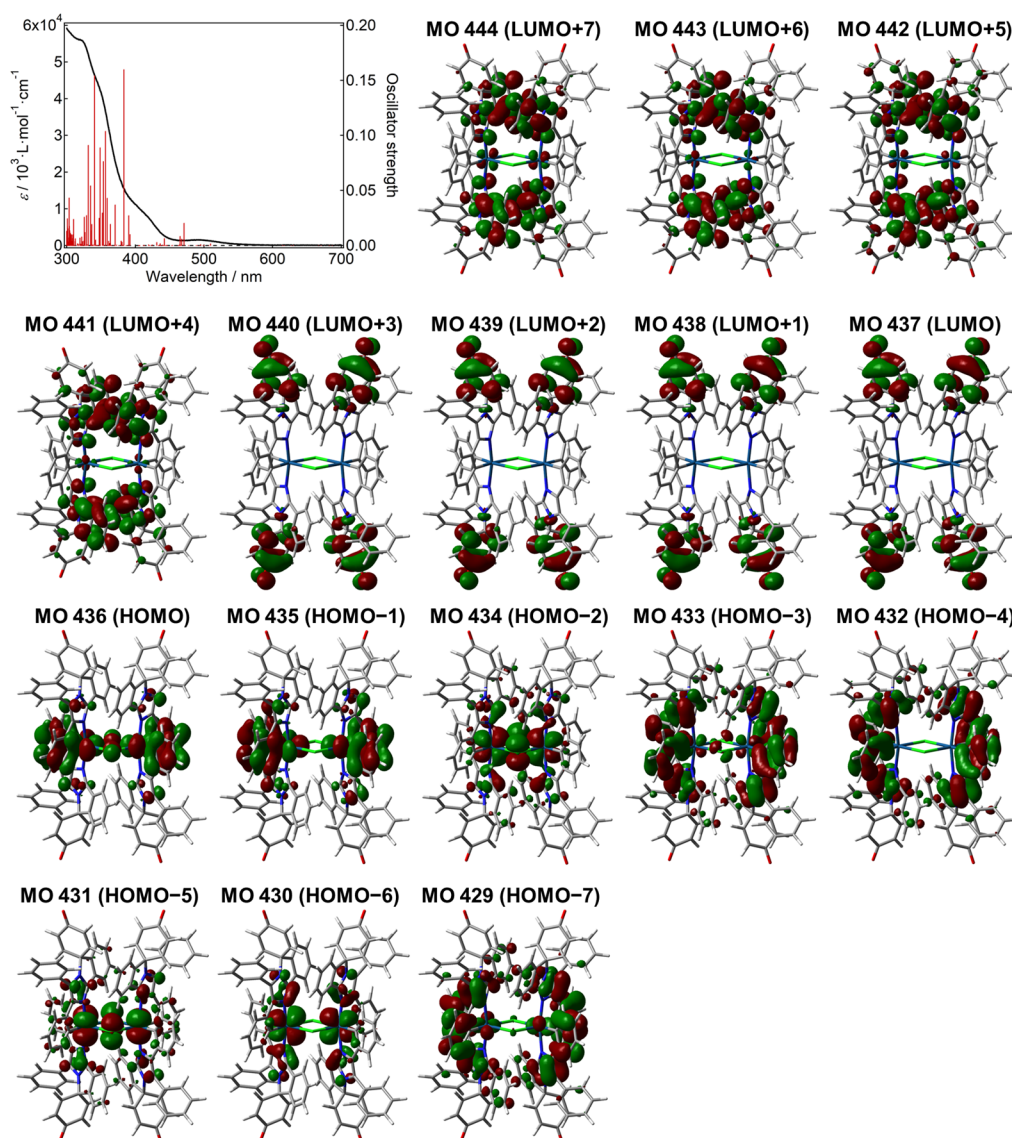 6x10⁴
5
4
3
2
1
0
ε / 10³·L·mol⁻¹·cm⁻¹
0.20
0.15
0.10
0.05
0.00
Oscillator strength
300 400 500 600 700
Wavelength / nm
MO 444 (LUMO+7) MO 443 (LUMO+6) MO 442 (LUMO+5)
MO 441 (LUMO+4) MO 440 (LUMO+3) MO 439 (LUMO+2) MO 438 (LUMO+1) MO 437 (LUMO)
MO 436 (HOMO) MO 435 (HOMO−1) MO 434 (HOMO−2) MO 433 (HOMO−3) MO 432 (HOMO−4)
MO 431 (HOMO−5) MO 430 (HOMO−6) MO 429 (HOMO−7)